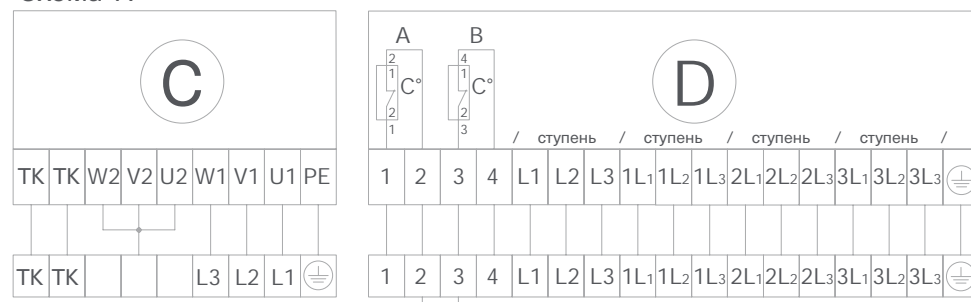 A B
2 4
1 1
C C° C° D
2 2
1 3
/ ступень / ступень / ступень / ступень /
TK TK W2 V2 U2 W1 V1 U1 PE 1 2 3 4 L1 L2 L3 1L1 1L2 1L3 2L1 2L2 2L3 3L1 3L2 3L3
TK TK L3 L2 L1 1 2 3 4 L1 L2 L3 1L1 1L2 1L3 2L1 2L2 2L3 3L1 3L2 3L3